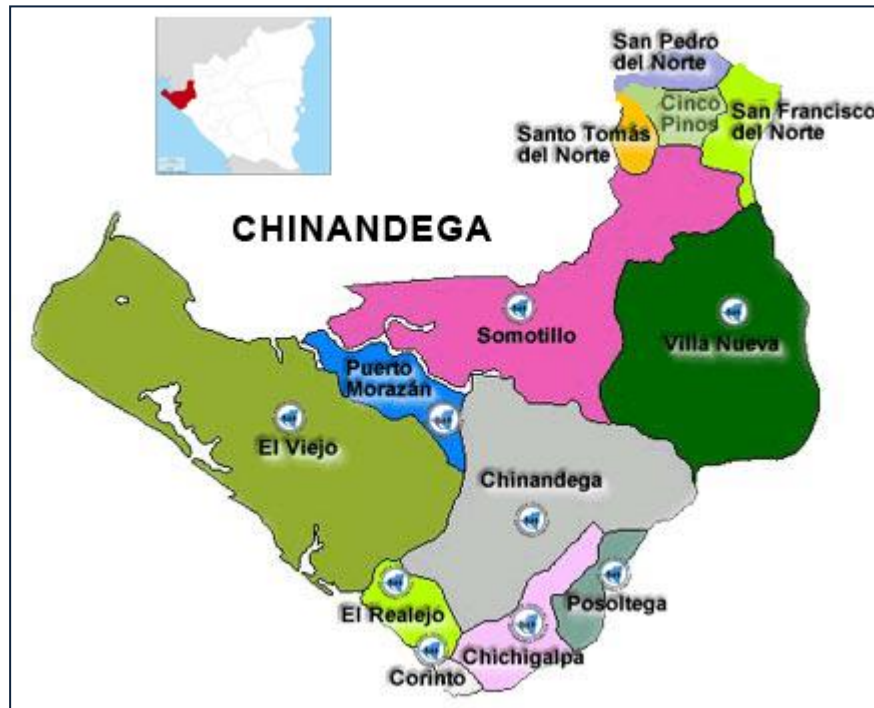 San Pedro
del Norte
Cinco
Pinos
San Francisco
del Norte
Santo Tomás
del Norte
CHINANDEGA
Somotillo
Villa Nueva
Puerto
Morazán
El Viejo
Chinandega
Posoltega
El Realejo
Chichigalpa
Corinto